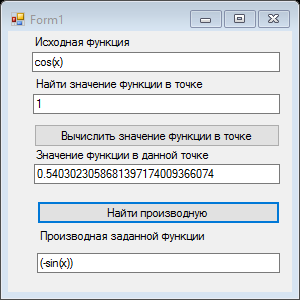 Form1
Исходная функция
cos(x)
Найти значение функции в точке
1
Вычислить значение функции в точке
Значение функции в данной точке
0.5403023058681397174009366074
Найти производную
Производная заданной функции
(-sin(x))